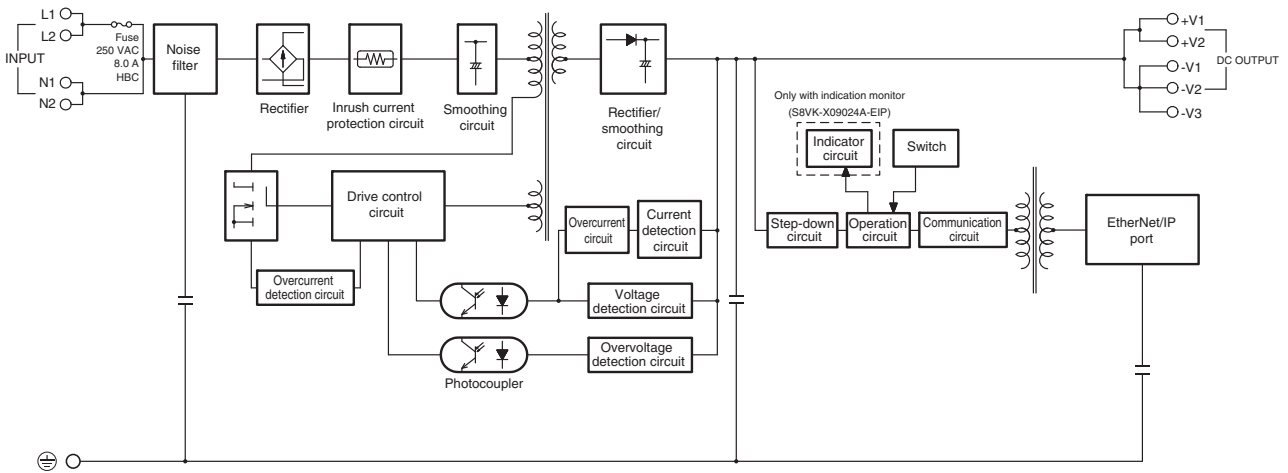 L1
L2
INPUT
N1
N2
Fuse
250 VAC
8.0 A
HBC
Noise
filter
Rectifier
Inrush current
protection circuit
Smoothing
circuit
Rectifier/
smoothing
circuit
+V1
+V2
-V1
-V2
-V3
DC OUTPUT
Only with indication monitor
(S8VK-X09024A-EIP)
Indicator
circuit
Switch
Drive control
circuit
Overcurrent
circuit
Current
detection
circuit
Step-down
circuit
Operation
circuit
Communication
circuit
EtherNet/IP
port
Overcurrent
detection circuit
Voltage
detection circuit
Overvoltage
detection circuit
Photocoupler